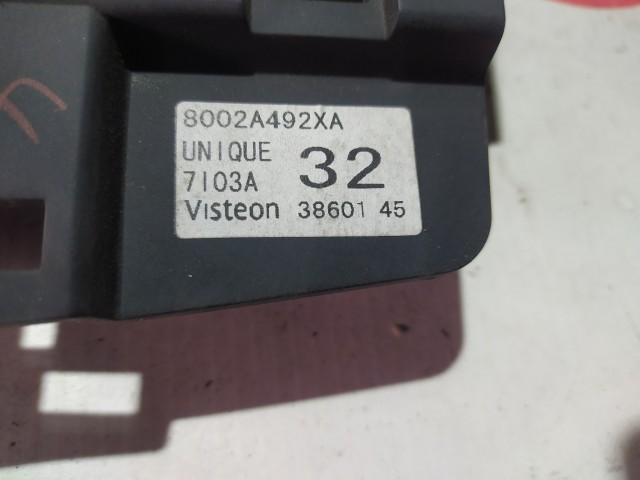 8002A492XA
UNIQUE
7103A
32
Visteon 38601 45